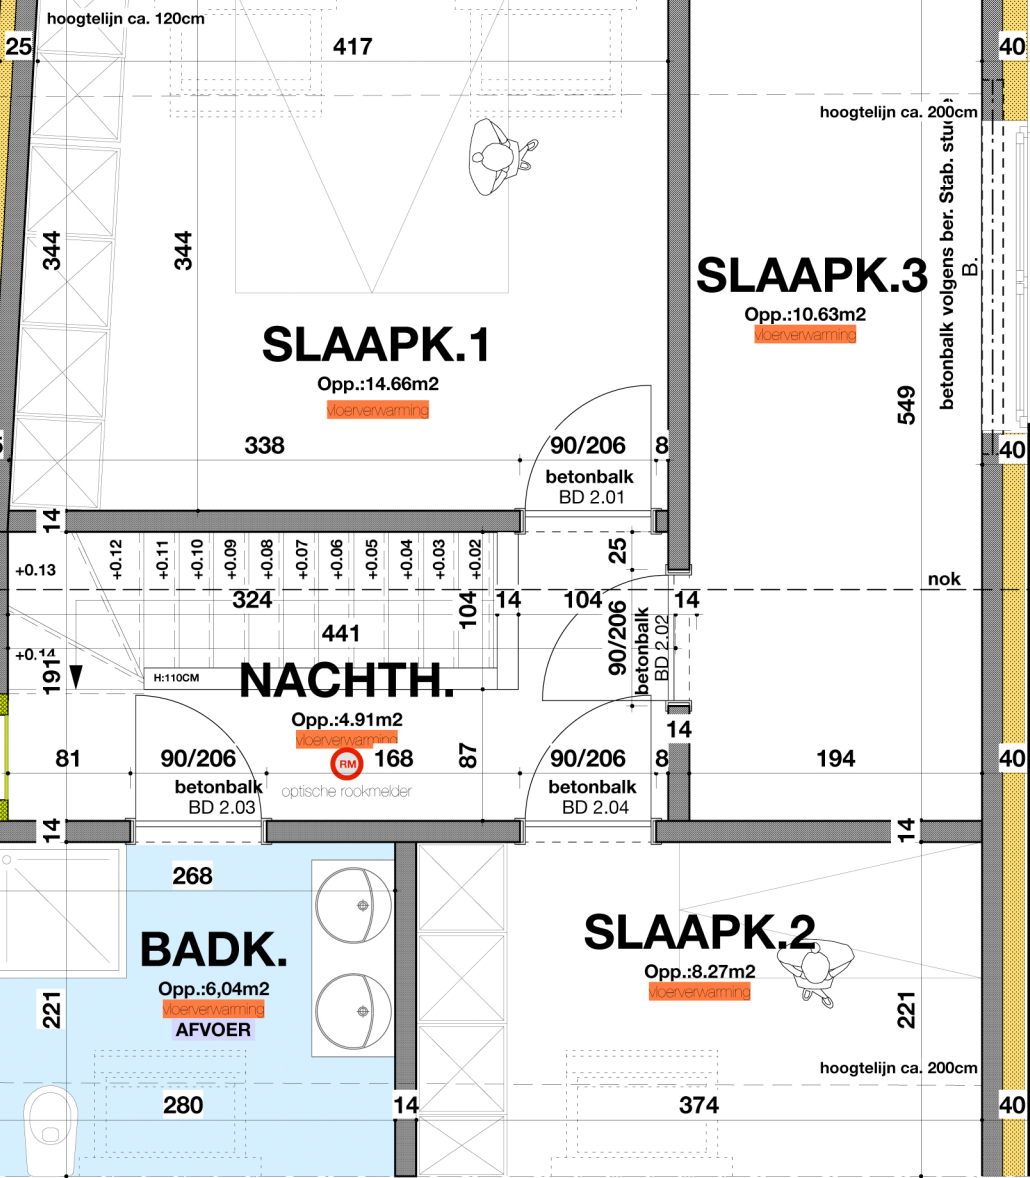 hoogtelijn ca. 120cm
25
417
40
hoogtelijn ca. 200cm
betonbalk volgens ber. Stab.
B.
344
344
SLAAPK.3
Opp.:10.63m2
vloerverwarming
SLAAPK.1
Opp.:14.66m2
vloerverwarming
549
338
90/206
8
40
betonbalk
BD 2.01
14
+0.13
+0.12
+0.11
+0.10
+0.09
+0.08
+0.07
+0.06
+0.05
+0.04
+0.03
+0.02
25
nok
324
104
14
104
14
441
90/206
betonbalk
BD 2.02
+0.14
191
H:110CM
NACHTH.
Opp.:4.91m2
vloerverwarming
14
81
90/206
RM
168
87
90/206
8
194
40
betonbalk
BD 2.03
optische rookmelder
betonbalk
BD 2.04
14
14
268
BADK.
Opp.:6,04m2
vloerverwarming
AFVOER
SLAAPK.2
Opp.:8.27m2
vloerverwarming
221
221
hoogtelijn ca. 200cm
280
14
374
40